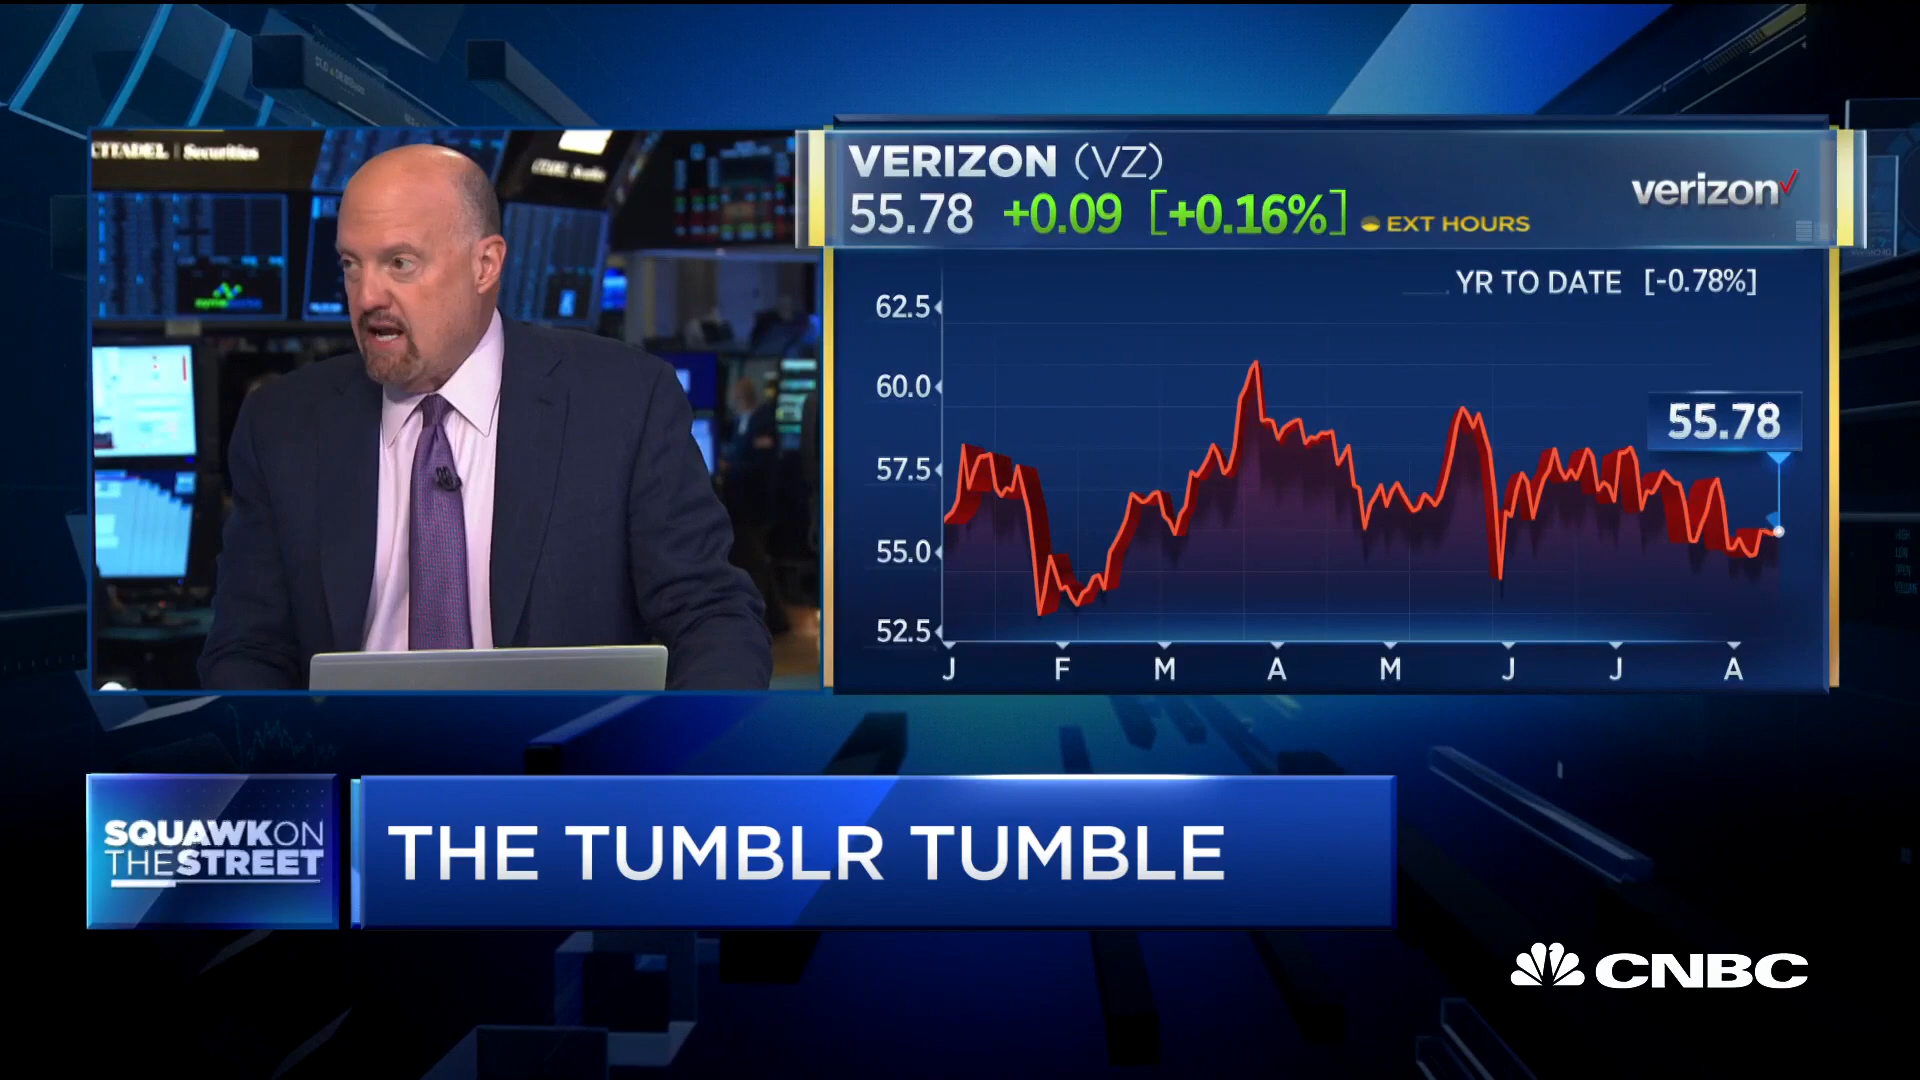 CITADEL | Securities
VERIZON (VZ)
55.78 +0.09 [+0.16%] EXT HOURS
verizon
YR TO DATE [-0.78%]
62.5
60.0
57.5
55.0
52.5
55.78
J F M A M J J A
SQUAWK ON
THE STREET
THE TUMBLR TUMBLE
CNBC